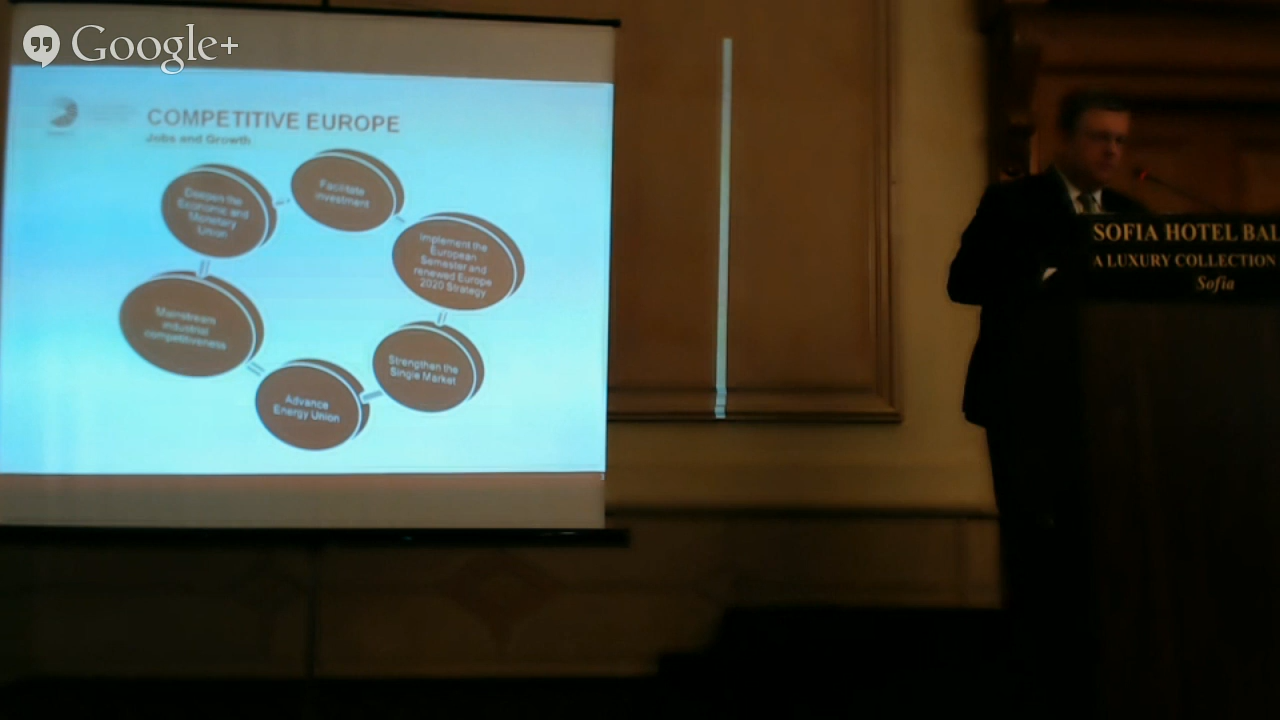 Google+
COMPETITIVE EUROPE
Jobs and Growth
Facilitate
investment
Deepen the
Economic and
Monetary
Union
Implement the
European
Semester and
renewed Europe
2020 Strategy
Mainstream
industrial
competitiveness
Strengthen the
Single Market
Advance
Energy Union
SOFIA HOTEL BAL
A LUXURY COLLECTION
Sofia